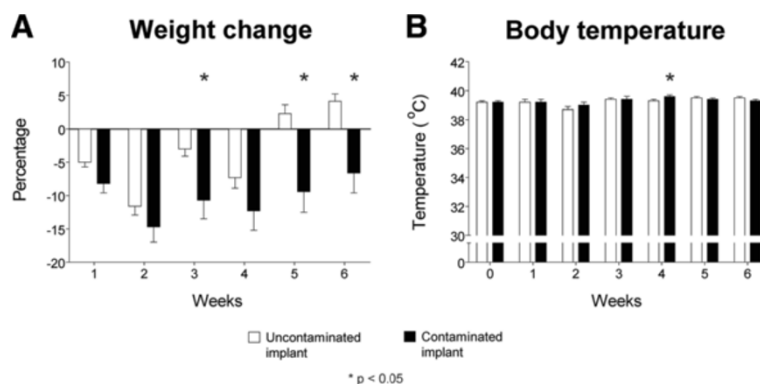 A Weight change
B Body temperature
Percentage
10
5
0
-5
-10
-15
-20
* * *
1 2 3 4 5 6
Weeks
Temperature ( °C)
42
40
38
36
34
32
30
0
*
0 1 2 3 4 5 6
Weeks
Uncontaminated
implant
Contaminated
implant
* p < 0.05